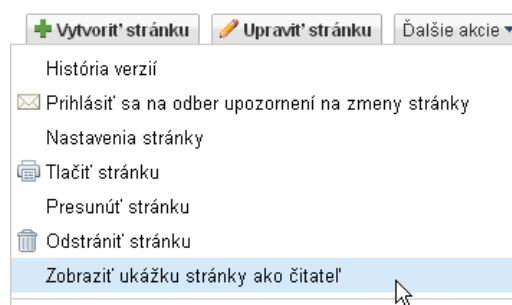 Vytvoriť stránku Upraviť stránku Ďalšie akcie
História verzií
Prihlásiť sa na odber upozornení na zmeny stránky
Nastavenia stránky
Tlačiť stránku
Presunúť stránku
Odstrániť stránku
Zobraziť ukážku stránky ako čitateľ